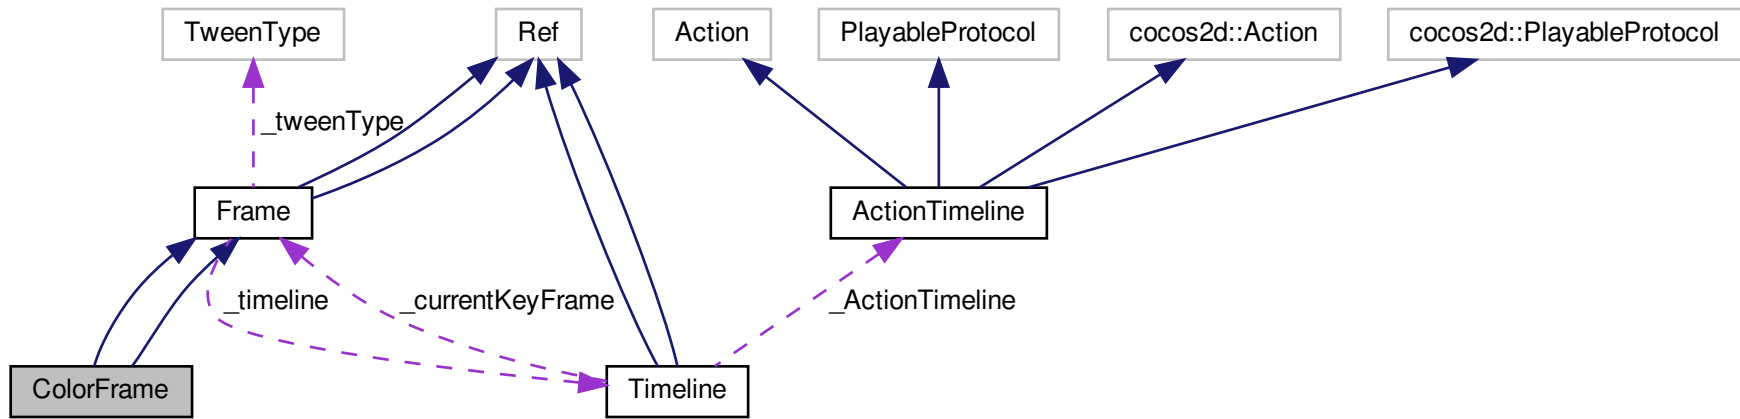 TweenType
Ref
Action
PlayableProtocol
cocos2d::Action
cocos2d::PlayableProtocol
_tweenType
Frame
ActionTimeline
_timeline
_currentKeyFrame
_ActionTimeline
ColorFrame
Timeline